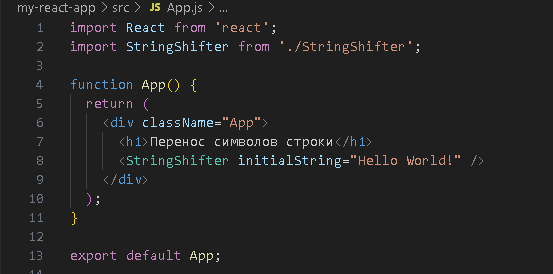 my-react-app > src > JS App.js > ...
1 import React from 'react';
2 import StringShifter from './StringShifter';
3
4 function App() {
5   return (
6     <div className="App">
7       <h1>Перенос символов строки</h1>
8       <StringShifter initialString="Hello World!" />
9     </div>
10   );
11 }
12
13 export default App;